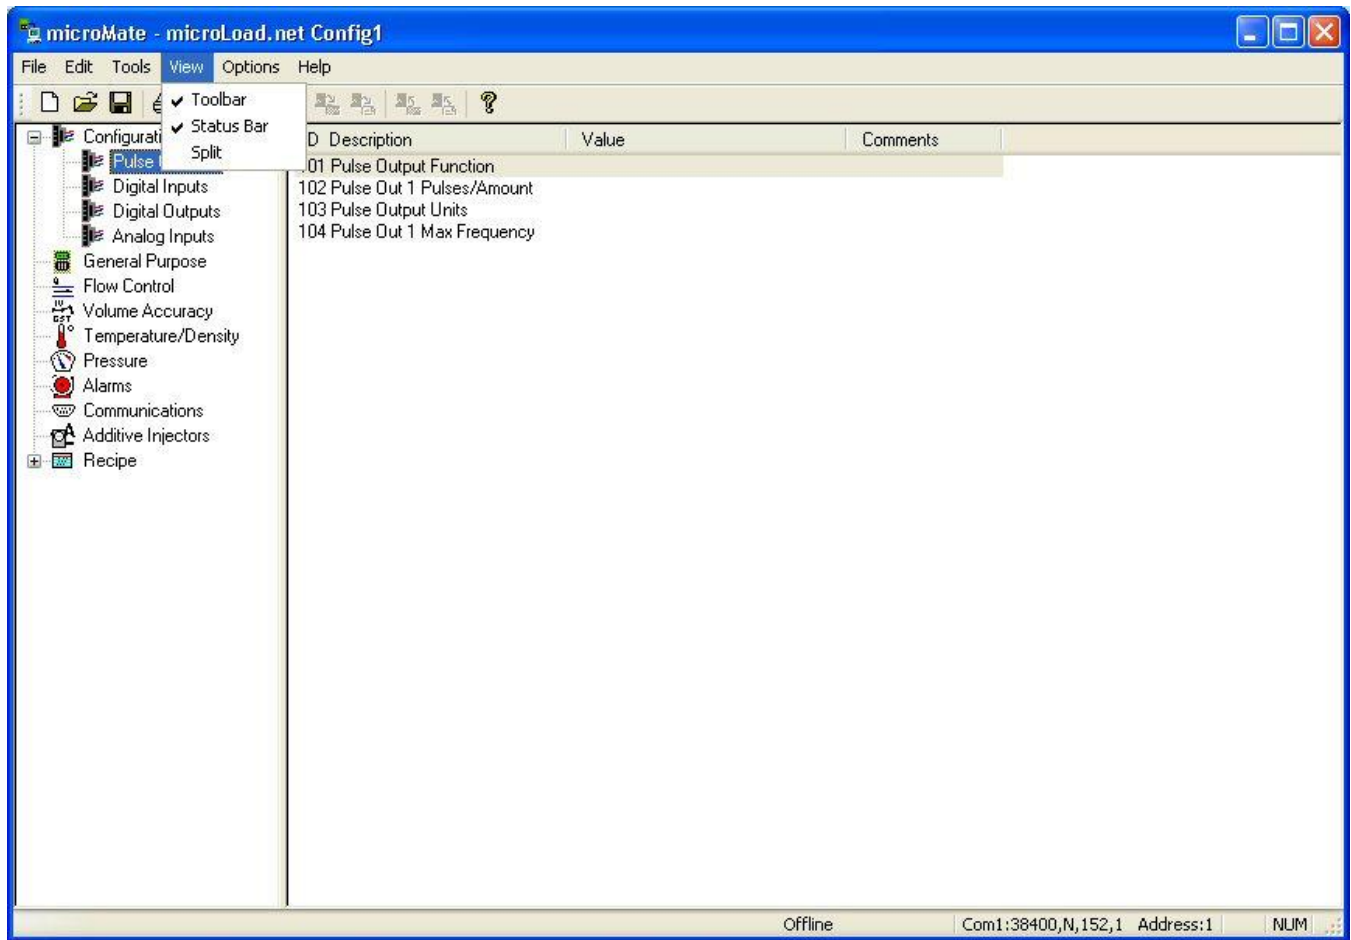 microMate - microLoad.net Config1
File Edit Tools View Options Help
Toolbar
Status Bar
Split
Configurati
Pulse
Digital Inputs
Digital Outputs
Analog Inputs
General Purpose
Flow Control
Volume Accuracy
Temperature/Density
Pressure
Alarms
Communications
Additive Injectors
Recipe
D Description Value Comments
01 Pulse Output Function
102 Pulse Out 1 Pulses/Amount
103 Pulse Output Units
104 Pulse Out 1 Max Frequency
Offline Com1:38400,N,152,1 Address:1 NUM